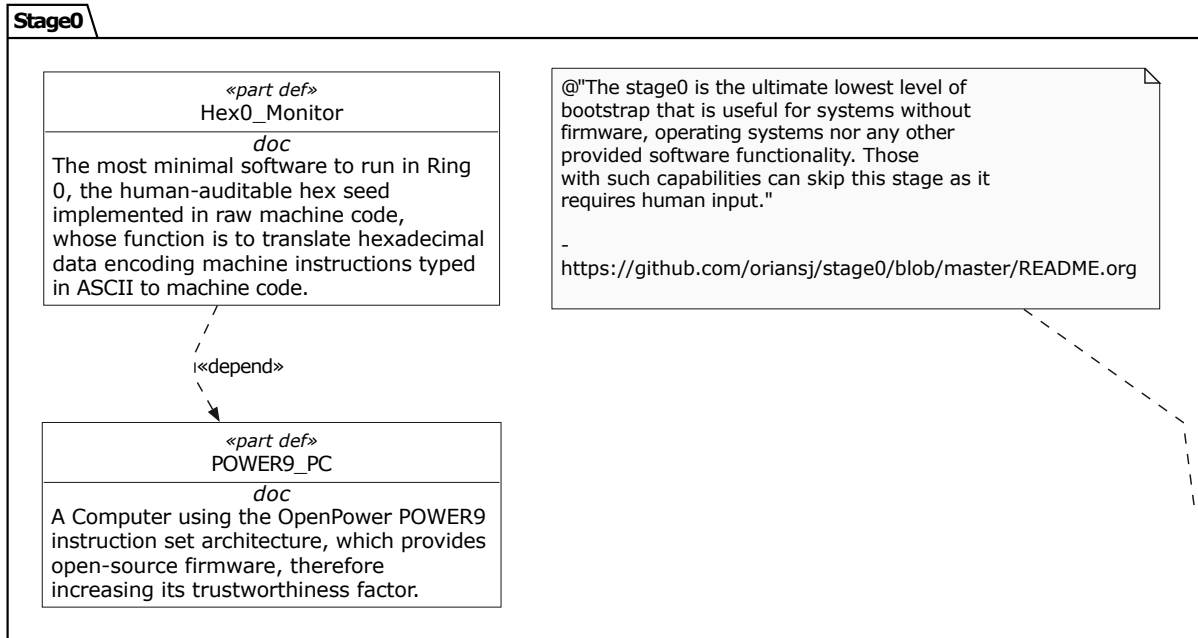 Stage0
«part def»
Hex0_Monitor
doc
The most minimal software to run in Ring
0, the human-auditable hex seed
implemented in raw machine code,
whose function is to translate hexadecimal
data encoding machine instructions typed
in ASCII to machine code.
@"The stage0 is the ultimate lowest level of
bootstrap that is useful for systems without
firmware, operating systems nor any other
provided software functionality. Those
with such capabilities can skip this stage as it
requires human input."
-
https://github.com/oriansj/stage0/blob/master/README.org
«depend»
«part def»
POWER9_PC
doc
A Computer using the OpenPower POWER9
instruction set architecture, which provides
open-source firmware, therefore
increasing its trustworthiness factor.